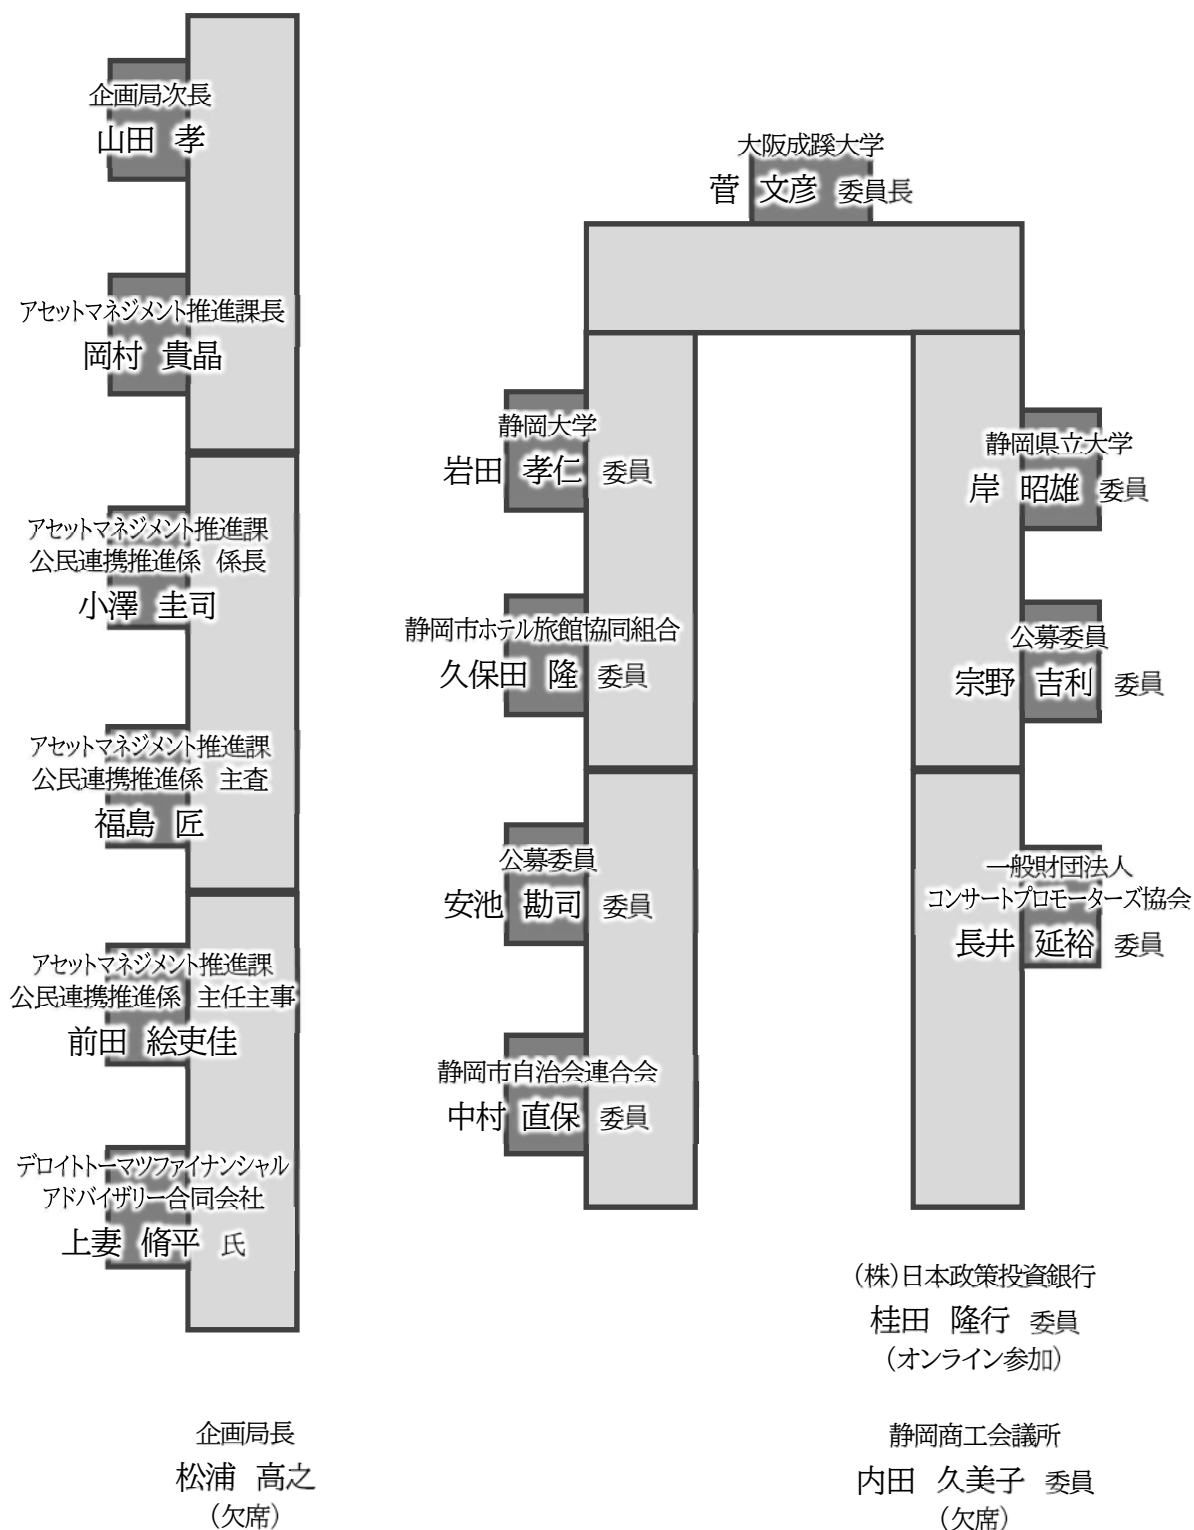 企画局次長
山田 孝
アセットマネジメント推進課長
岡村 貴晶
アセットマネジメント推進課
公民連携推進係 係長
小澤 圭司
アセットマネジメント推進課
公民連携推進係 主査
福島 匠
アセットマネジメント推進課
公民連携推進係 主任主事
前田 絵吏佳
デロイトトーマツファイナンシャル
アドバイザリー合同会社
上妻 脩平 氏
企画局長
松浦 高之
(欠席)
大阪成蹊大学
菅 文彦 委員長
静岡大学
岩田 孝仁 委員
静岡市ホテル旅館協同組合
久保田 隆 委員
公募委員
安池 勘司 委員
静岡市自治会連合会
中村 直保 委員
静岡県立大学
岸 昭雄 委員
公募委員
宗野 吉利 委員
一般財団法人
コンサートプロモーターズ協会
長井 延裕 委員
(株)日本政策投資銀行
桂田 隆行 委員
(オンライン参加)
静岡商工会議所
内田 久美子 委員
(欠席)